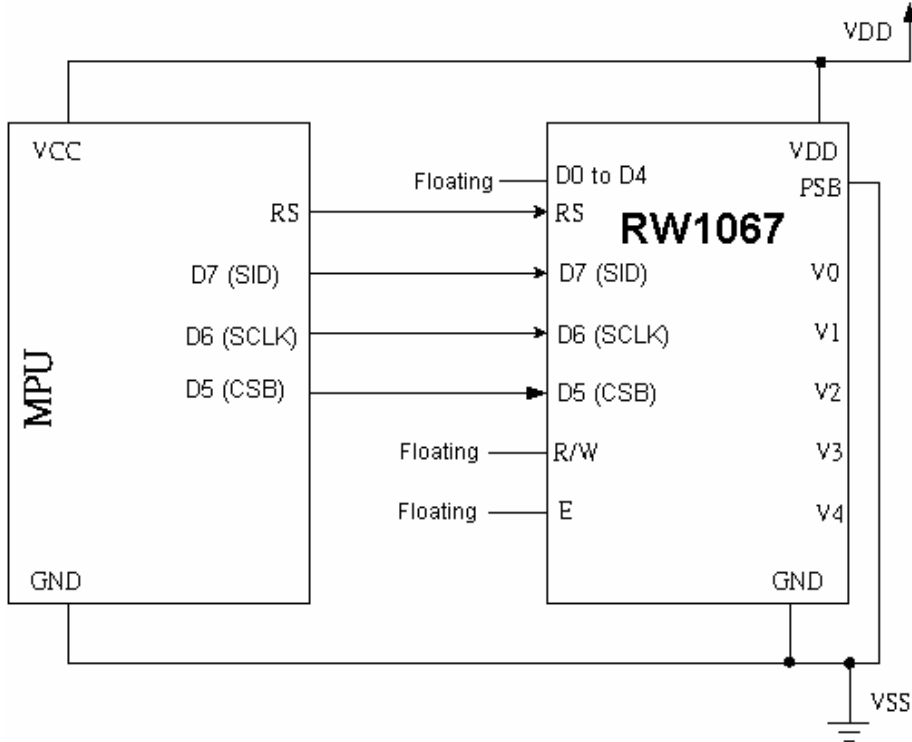 VDD
VCC
VDD
Floating
D0 to D4
PSB
RS
RS
RW1067
D7 (SID)
D7 (SID)
V0
D6 (SCLK)
D6 (SCLK)
V1
MPU
D5 (CSB)
D5 (CSB)
V2
Floating
R/W
V3
Floating
E
V4
GND
GND
VSS